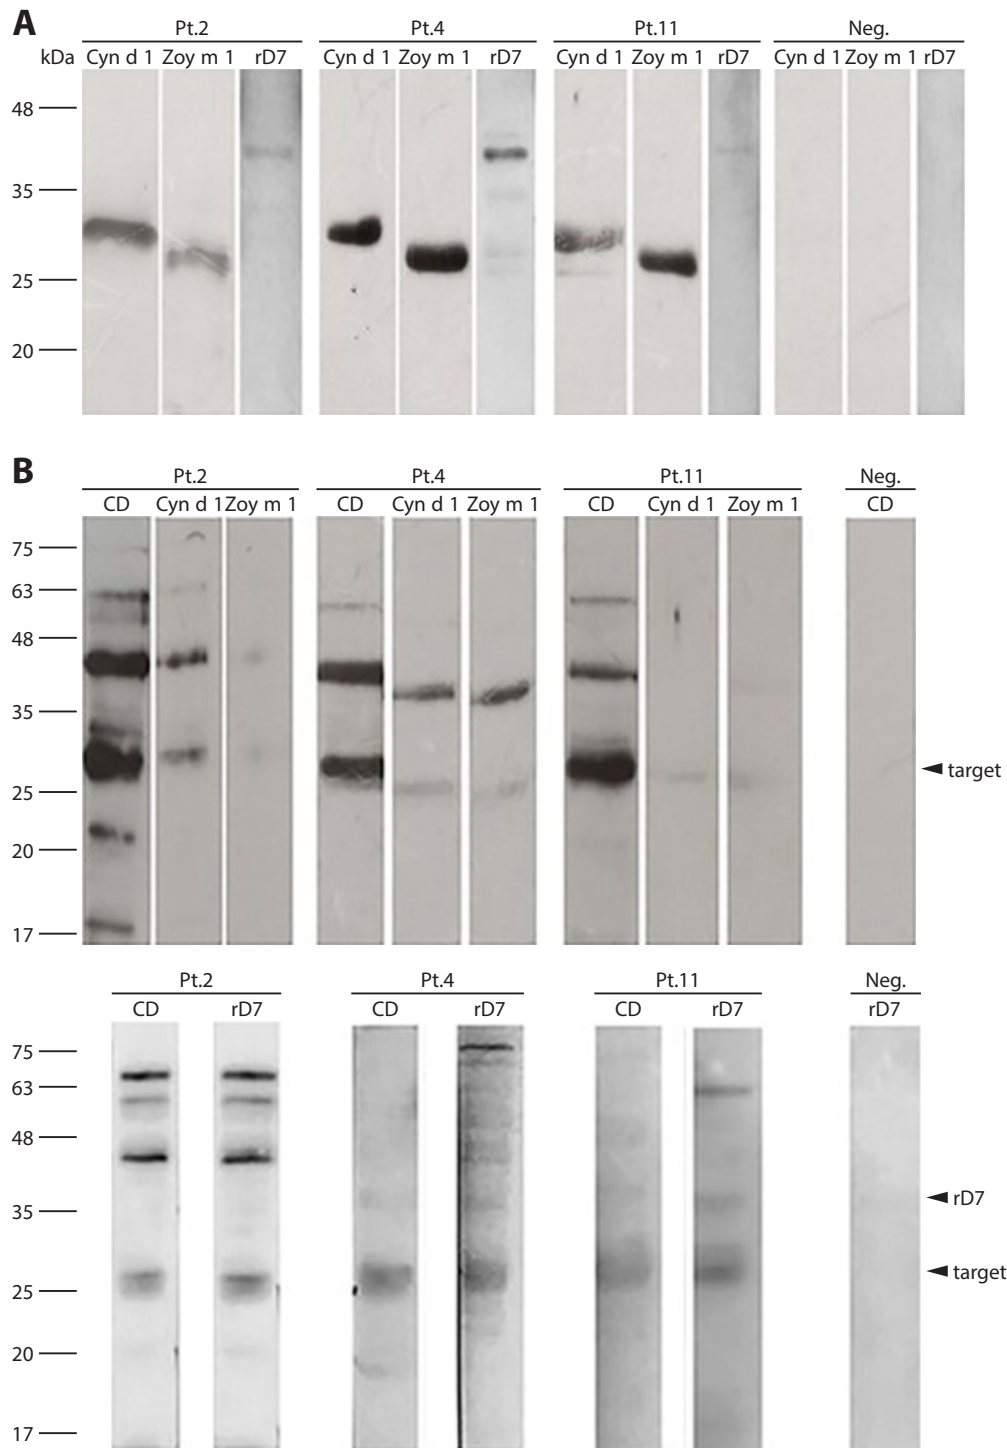 A
Pt.2 Pt.4 Pt.11 Neg.
kDa Cyn d 1 Zoy m 1 rD7 Cyn d 1 Zoy m 1 rD7 Cyn d 1 Zoy m 1 rD7 Cyn d 1 Zoy m 1 rD7
48
35
25
20
B
Pt.2 Pt.4 Pt.11 Neg.
CD Cyn d 1 Zoy m 1 CD Cyn d 1 Zoy m 1 CD Cyn d 1 Zoy m 1 CD
75
63
48
35
target
25
20
17
Pt.2 Pt.4 Pt.11 Neg.
CD rD7 CD rD7 CD rD7 rD7
75
63
48
rD7
35
target
25
20
17